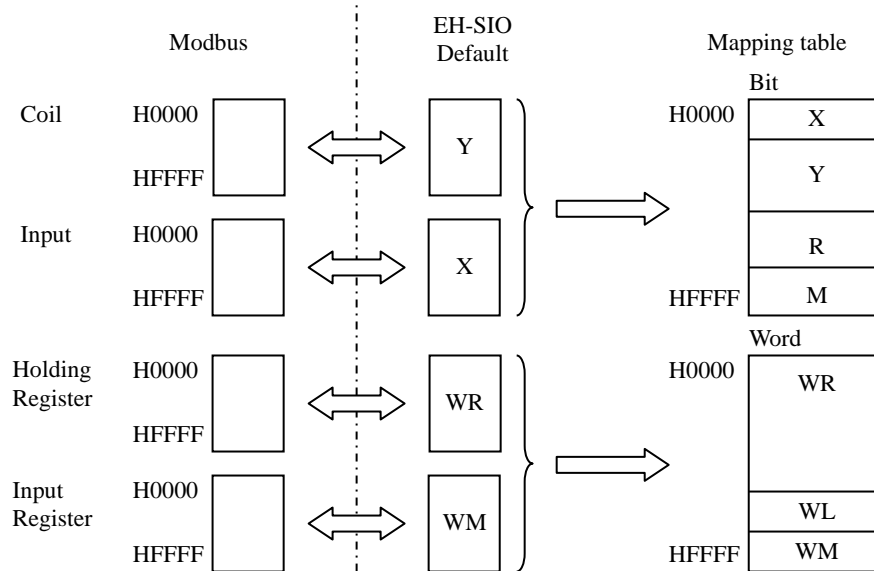 Modbus
EH-SIO
Default
Mapping table
Bit
Coil
H0000
HFFFF
Y
H0000
X
Y
R
HFFFF
M
Input
H0000
HFFFF
X
Word
Holding
Register
H0000
HFFFF
WR
H0000
WR
WL
HFFFF
WM
Input
Register
H0000
HFFFF
WM